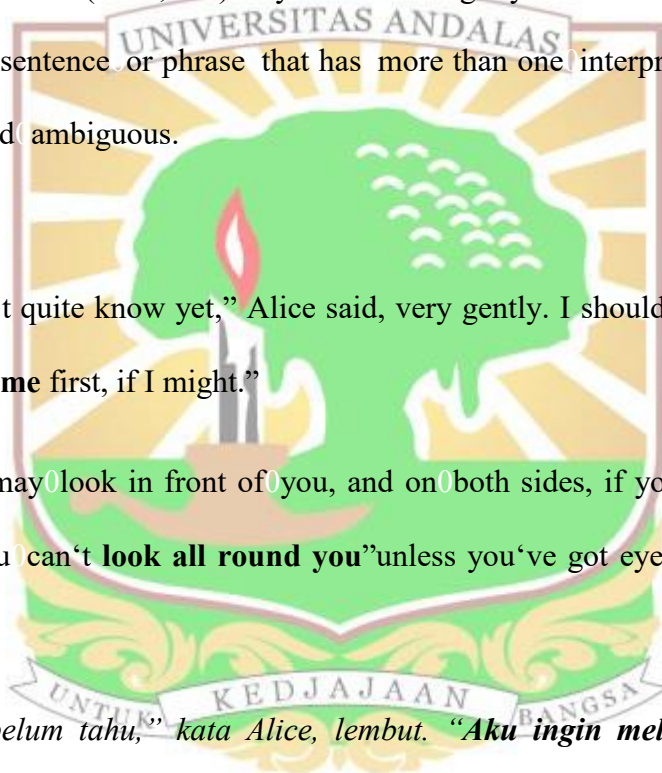 UNIVERSITAS ANDALAS
sentence or phrase that has more than one interpr
ambiguous.
t quite know yet,” Alice said, very gently. I should
me first, if I might.”
may look in front of you, and on both sides, if yo
u can‘t look all round you”unless you‘ve got eye
UNTUK KEDJAJAAN BANGSA
belum tahu,” kata Alice, lembut. “Aku ingin mel